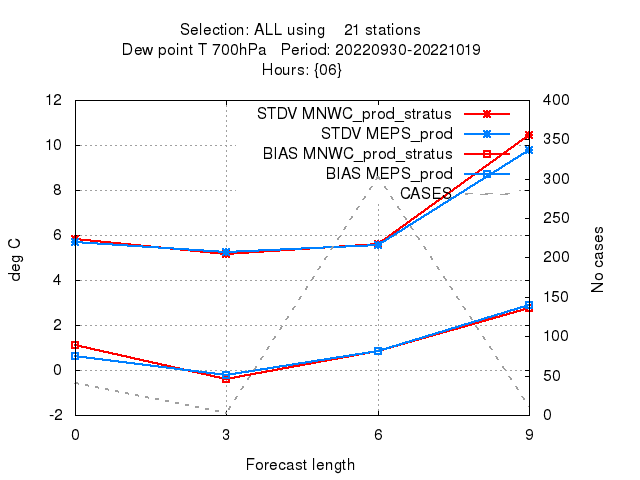 Selection: ALL using 21 stations
Dew point T 700hPa Period: 20220930-20221019
Hours: {06}
STDV MNWC_prod_stratus
STDV MEPS_prod
BIAS MNWC_prod_stratus
BIAS MEPS_prod
CASES
12
10
8
6
4
2
0
-2
deg C
400
350
300
250
200
150
100
50
0
No cases
0 3 6 9
Forecast length